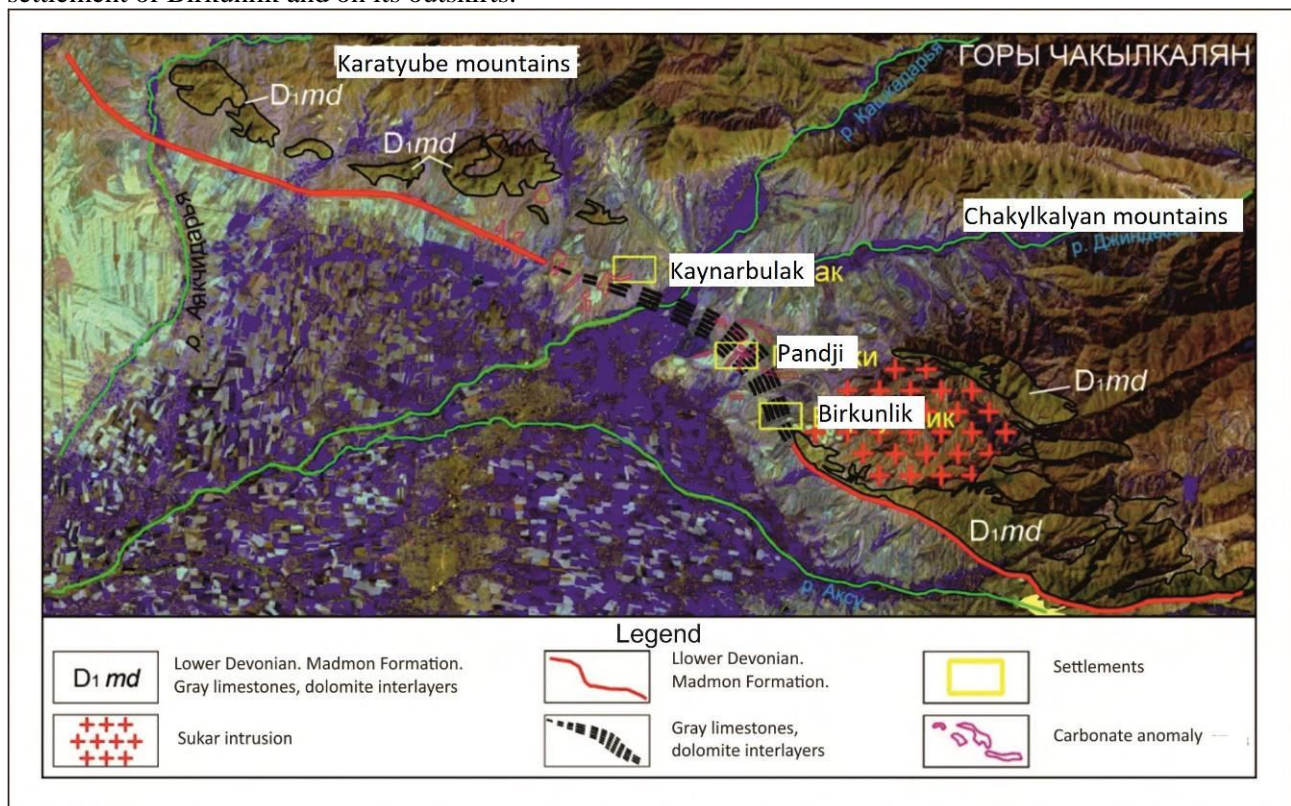 settlement of Birkunlik and on its outskirts.
Karatyube mountains
ГОРЫ ЧАКЫЛКАЛЯН
D1md
D1md
р. Кашкадарья
Chakylkalyan mountains
р. Аякчидарья
Kaynarbulak
Pandji
D1md
Birkunlik
D1md
р. Аксу
Legend
D1 md
Lower Devonian. Madmon Formation.
Gray limestones, dolomite interlayers
Llower Devonian.
Madmon Formation.
Settlements
Sukar intrusion
Gray limestones,
dolomite interlayers
Carbonate anomaly